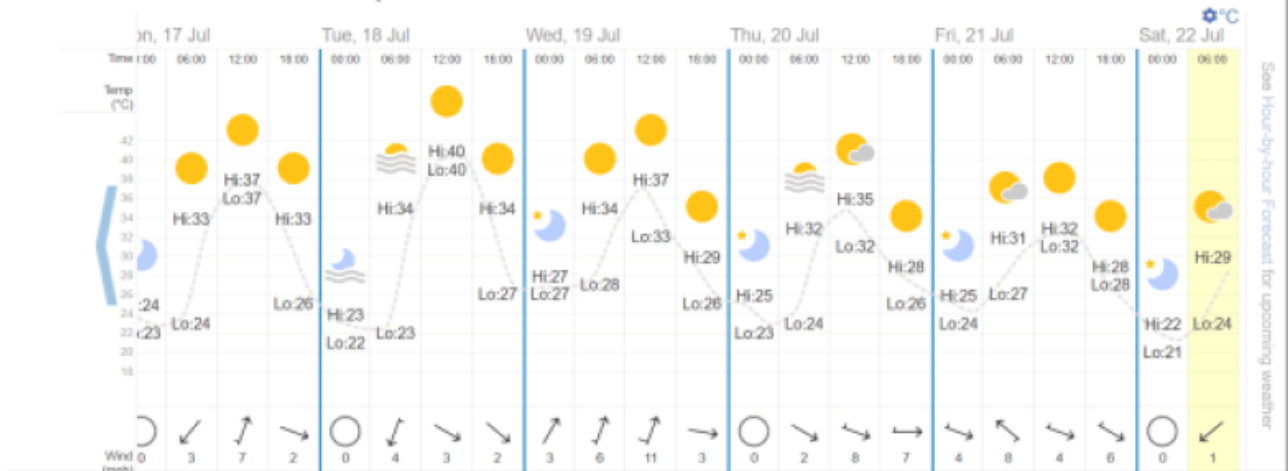 °C
on, 17 Jul Tue, 18 Jul Wed, 19 Jul Thu, 20 Jul Fri, 21 Jul Sat, 22 Jul
Time :00 06:00 12:00 18:00 00:00 06:00 12:00 18:00 00:00 06:00 12:00 18:00 00:00 06:00 12:00 18:00 00:00 06:00 12:00 18:00 00:00 06:00
Temp
(°C)
42
40
38
36
34
32
30
28
26
24
22
20
18
:24 Hi:33 Hi:37 Hi:33 Hi:23 Hi:34 Hi:40 Hi:34 Hi:27 Hi:34 Hi:37 Hi:29 Hi:25 Hi:32 Hi:35 Hi:28 Hi:25 Hi:31 Hi:32 Hi:28 Hi:22 Hi:29
:23 Lo:24 Lo:37 Lo:26 Lo:22 Lo:23 Lo:40 Lo:27 Lo:27 Lo:28 Lo:33 Lo:26 Lo:23 Lo:24 Lo:32 Lo:26 Lo:24 Lo:27 Lo:32 Lo:28 Lo:21 Lo:24
Wind 0 3 7 2 0 4 3 2 3 6 11 3 0 2 8 7 4 8 4 6 0 1
(mph)
See Hour-by-hour Forecast for upcoming weather